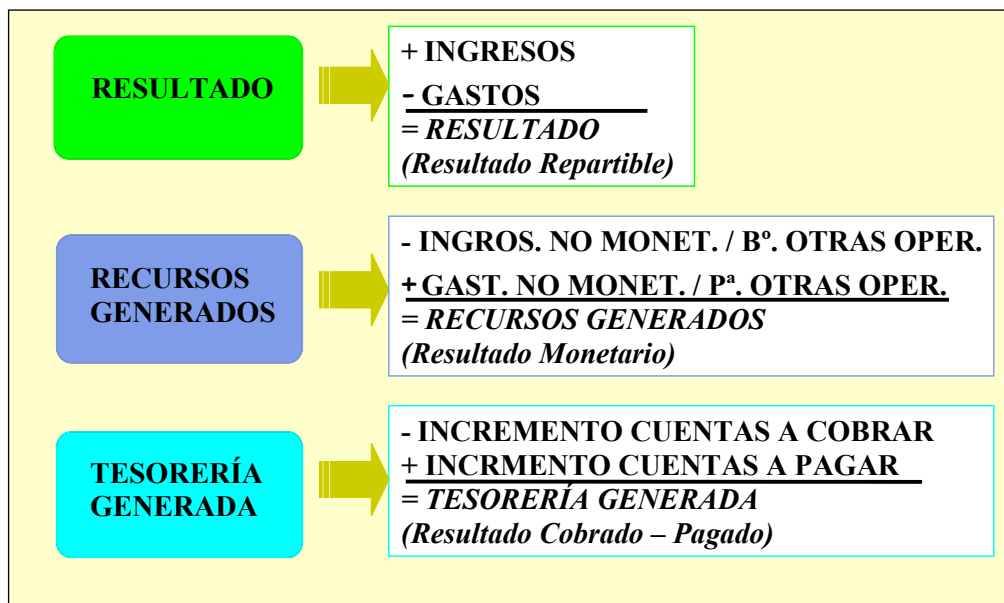 RESULTADO
+ INGRESOS
- GASTOS
= RESULTADO
(Resultado Repartible)
RECURSOS
GENERADOS
- INGROS. NO MONET. / Bº. OTRAS OPER.
+ GAST. NO MONET. / Pª. OTRAS OPER.
= RECURSOS GENERADOS
(Resultado Monetario)
TESORERÍA
GENERADA
- INCREMENTO CUENTAS A COBRAR
+ INCRMENTO CUENTAS A PAGAR
= TESORERÍA GENERADA
(Resultado Cobrado – Pagado)